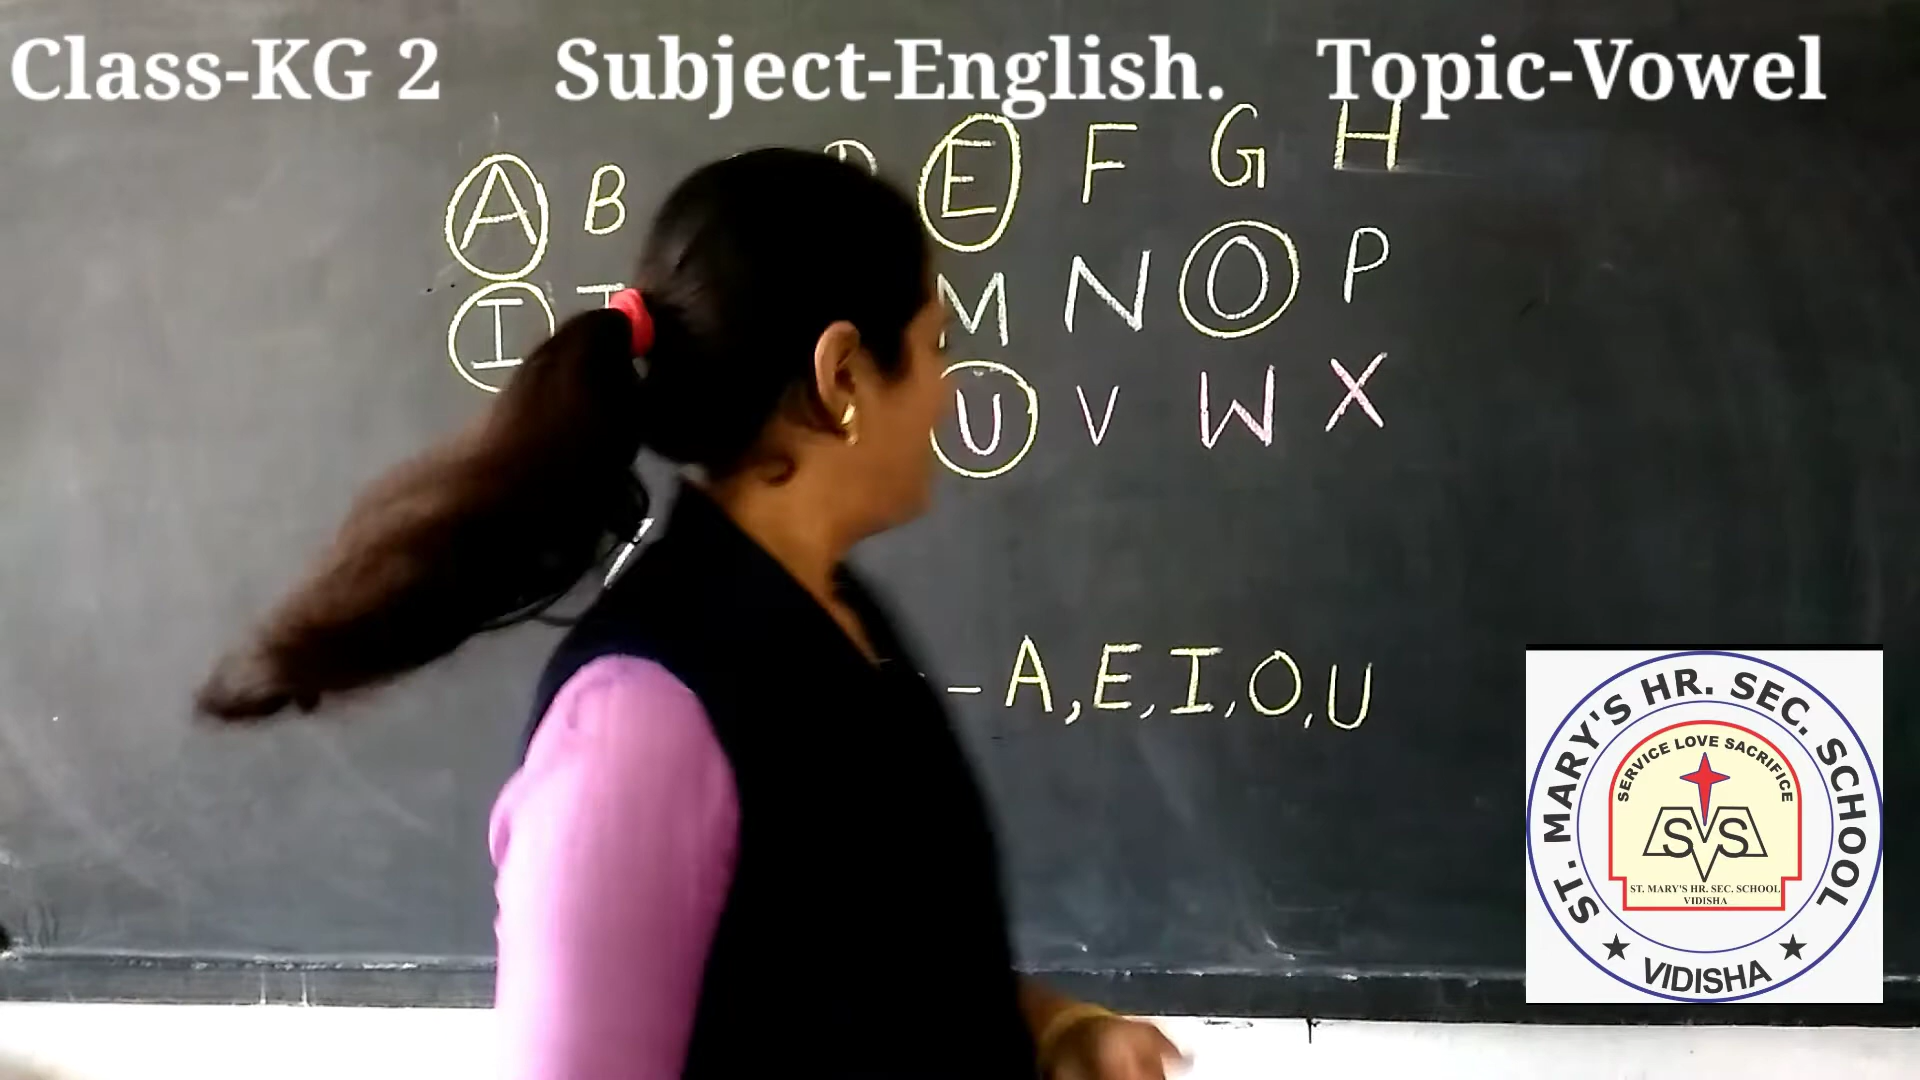 Class-KG 2 Subject-English. Topic-Vowel
A B D E F G H
I M N O P
U V W X
- A, E, I, O, U
ST. MARY'S HR. SEC. SCHOOL
SERVICE LOVE SACRIFICE
SVS
ST. MARY'S HR. SEC. SCHOOL
VIDISHA
★ VIDISHA ★